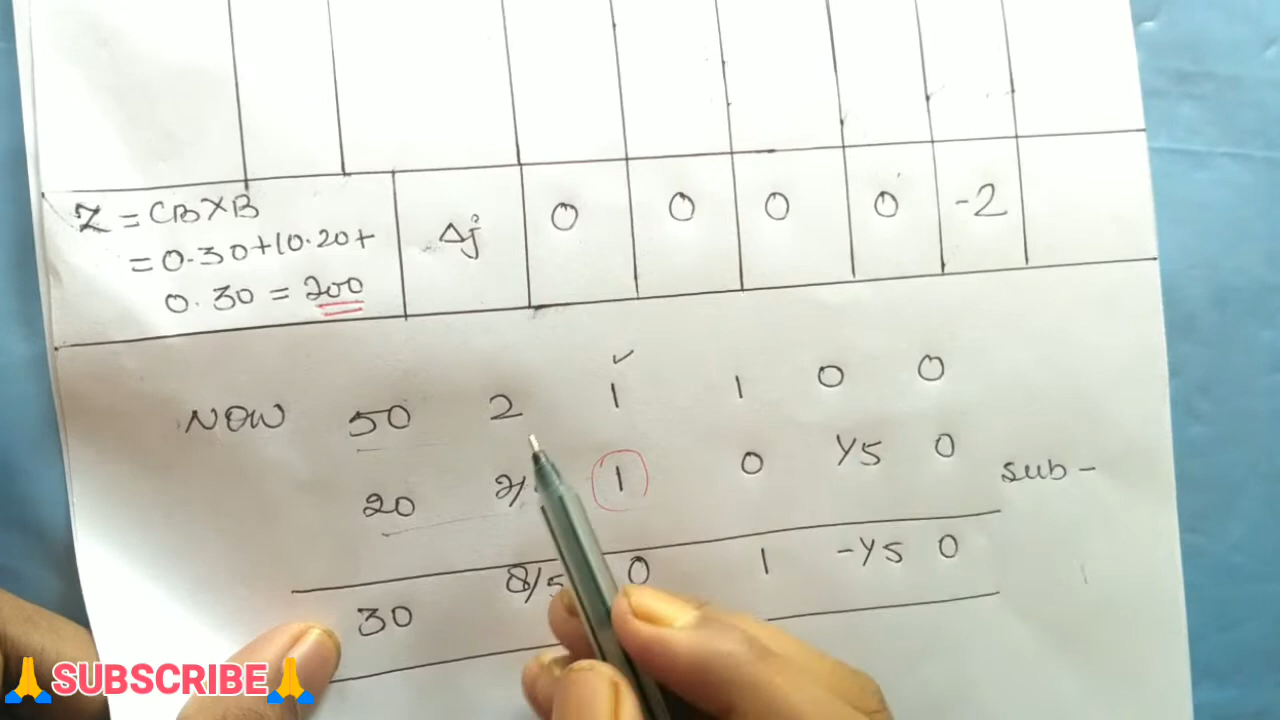 Z = CB×B
= 0.30+10.20+
0.30 = 200
Δj 0 0 0 0 -2
NOW 50 2 1 1 0 0
20 1 0 1/5 0
sub-
30 8/5 0 1 -1/5 0
🙏SUBSCRIBE🙏